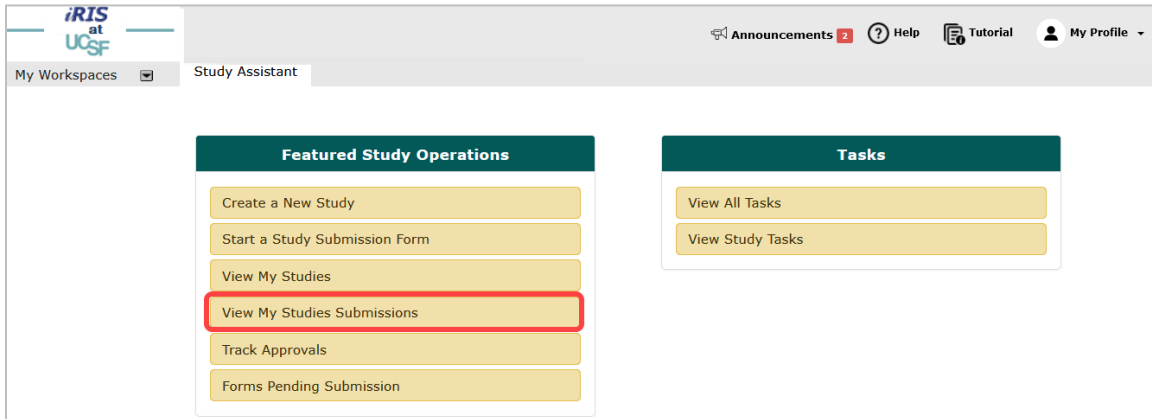 iRIS
at
UCSF
Announcements 2
Help
Tutorial
My Profile
My Workspaces
Study Assistant
Featured Study Operations
Create a New Study
Start a Study Submission Form
View My Studies
View My Studies Submissions
Track Approvals
Forms Pending Submission
Tasks
View All Tasks
View Study Tasks